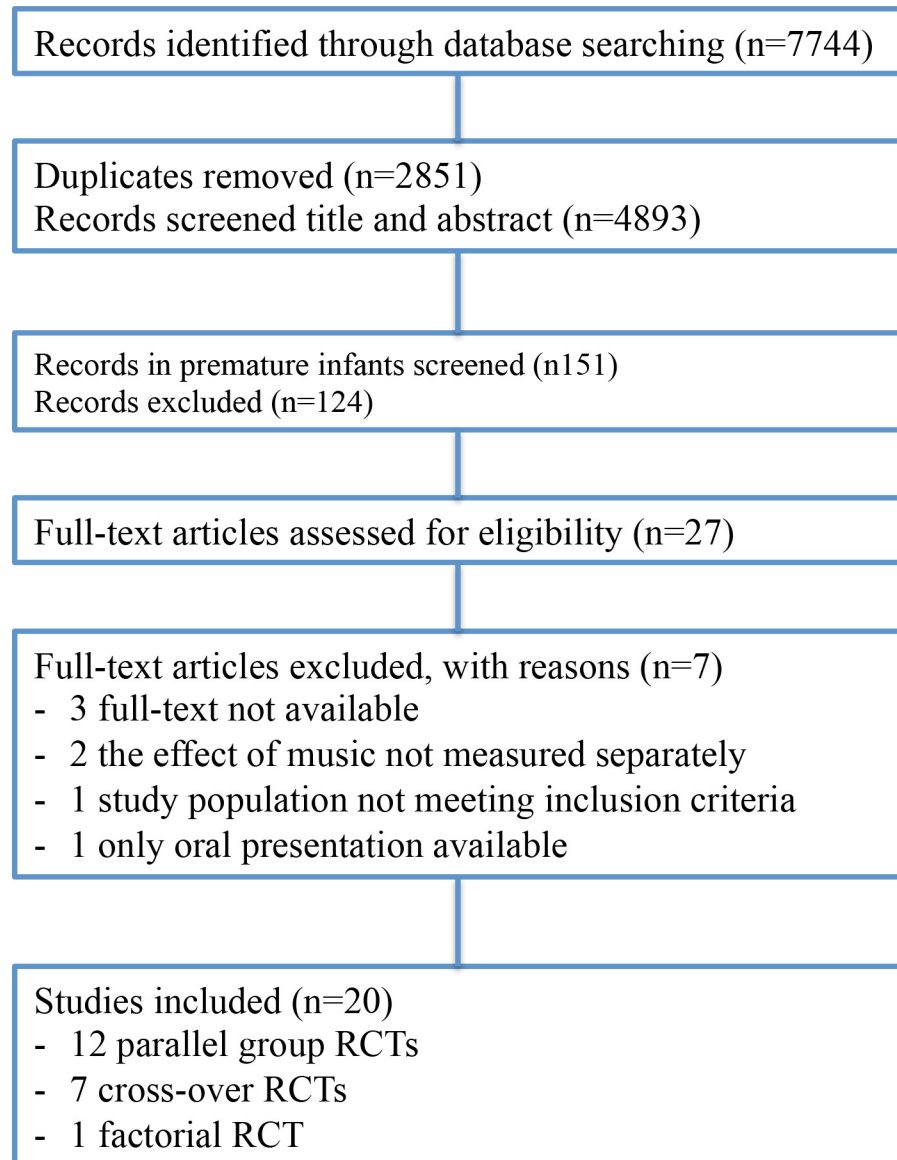 Records identified through database searching (n=7744)
Duplicates removed (n=2851)
Records screened title and abstract (n=4893)
Records in premature infants screened (n151)
Records excluded (n=124)
Full-text articles assessed for eligibility (n=27)
Full-text articles excluded, with reasons (n=7)
- 3 full-text not available
- 2 the effect of music not measured separately
- 1 study population not meeting inclusion criteria
- 1 only oral presentation available
Studies included (n=20)
- 12 parallel group RCTs
- 7 cross-over RCTs
- 1 factorial RCT